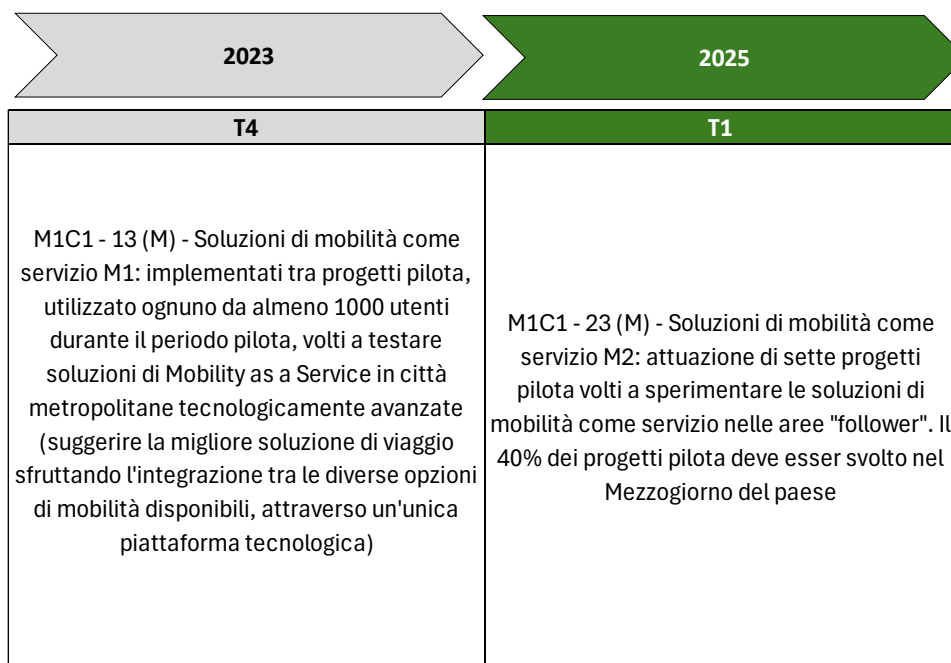 2023
2025
T4
T1
M1C1 - 13 (M) - Soluzioni di mobilità come
servizio M1: implementati tra progetti pilota,
utilizzato ognuno da almeno 1000 utenti
durante il periodo pilota, volti a testare
soluzioni di Mobility as a Service in città
metropolitane tecnologicamente avanzate
(suggerire la migliore soluzione di viaggio
sfruttando l'integrazione tra le diverse opzioni
di mobilità disponibili, attraverso un'unica
piattaforma tecnologica)
M1C1 - 23 (M) - Soluzioni di mobilità come
servizio M2: attuazione di sette progetti
pilota volti a sperimentare le soluzioni di
mobilità come servizio nelle aree "follower". Il
40% dei progetti pilota deve esser svolto nel
Mezzogiorno del paese